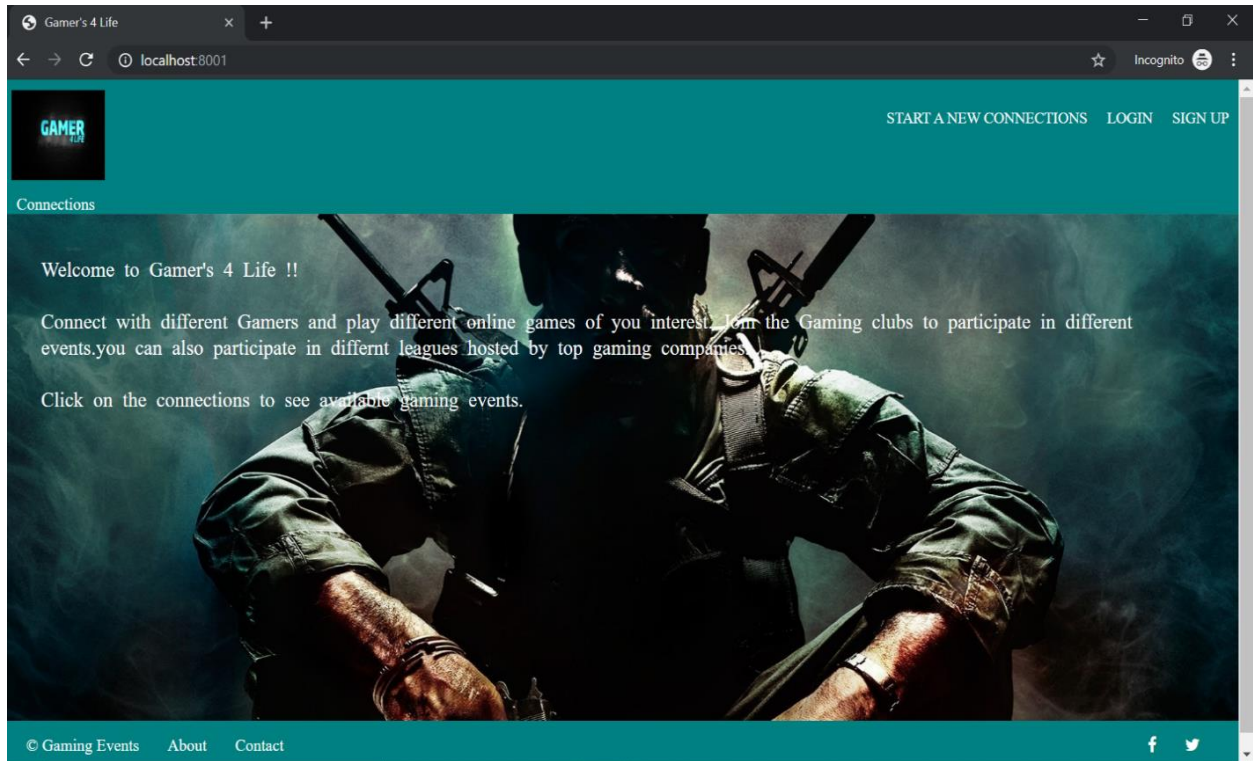 Gamer's 4 Life
localhost:8001
Incognito
GAMER
4 LIFE
START A NEW CONNECTIONS LOGIN SIGN UP
Connections
Welcome to Gamer's 4 Life !!
Connect with different Gamers and play different online games of you interest. Join the Gaming clubs to participate in different
events.you can also participate in differnt leagues hosted by top gaming companies.
Click on the connections to see available gaming events.
© Gaming Events About Contact